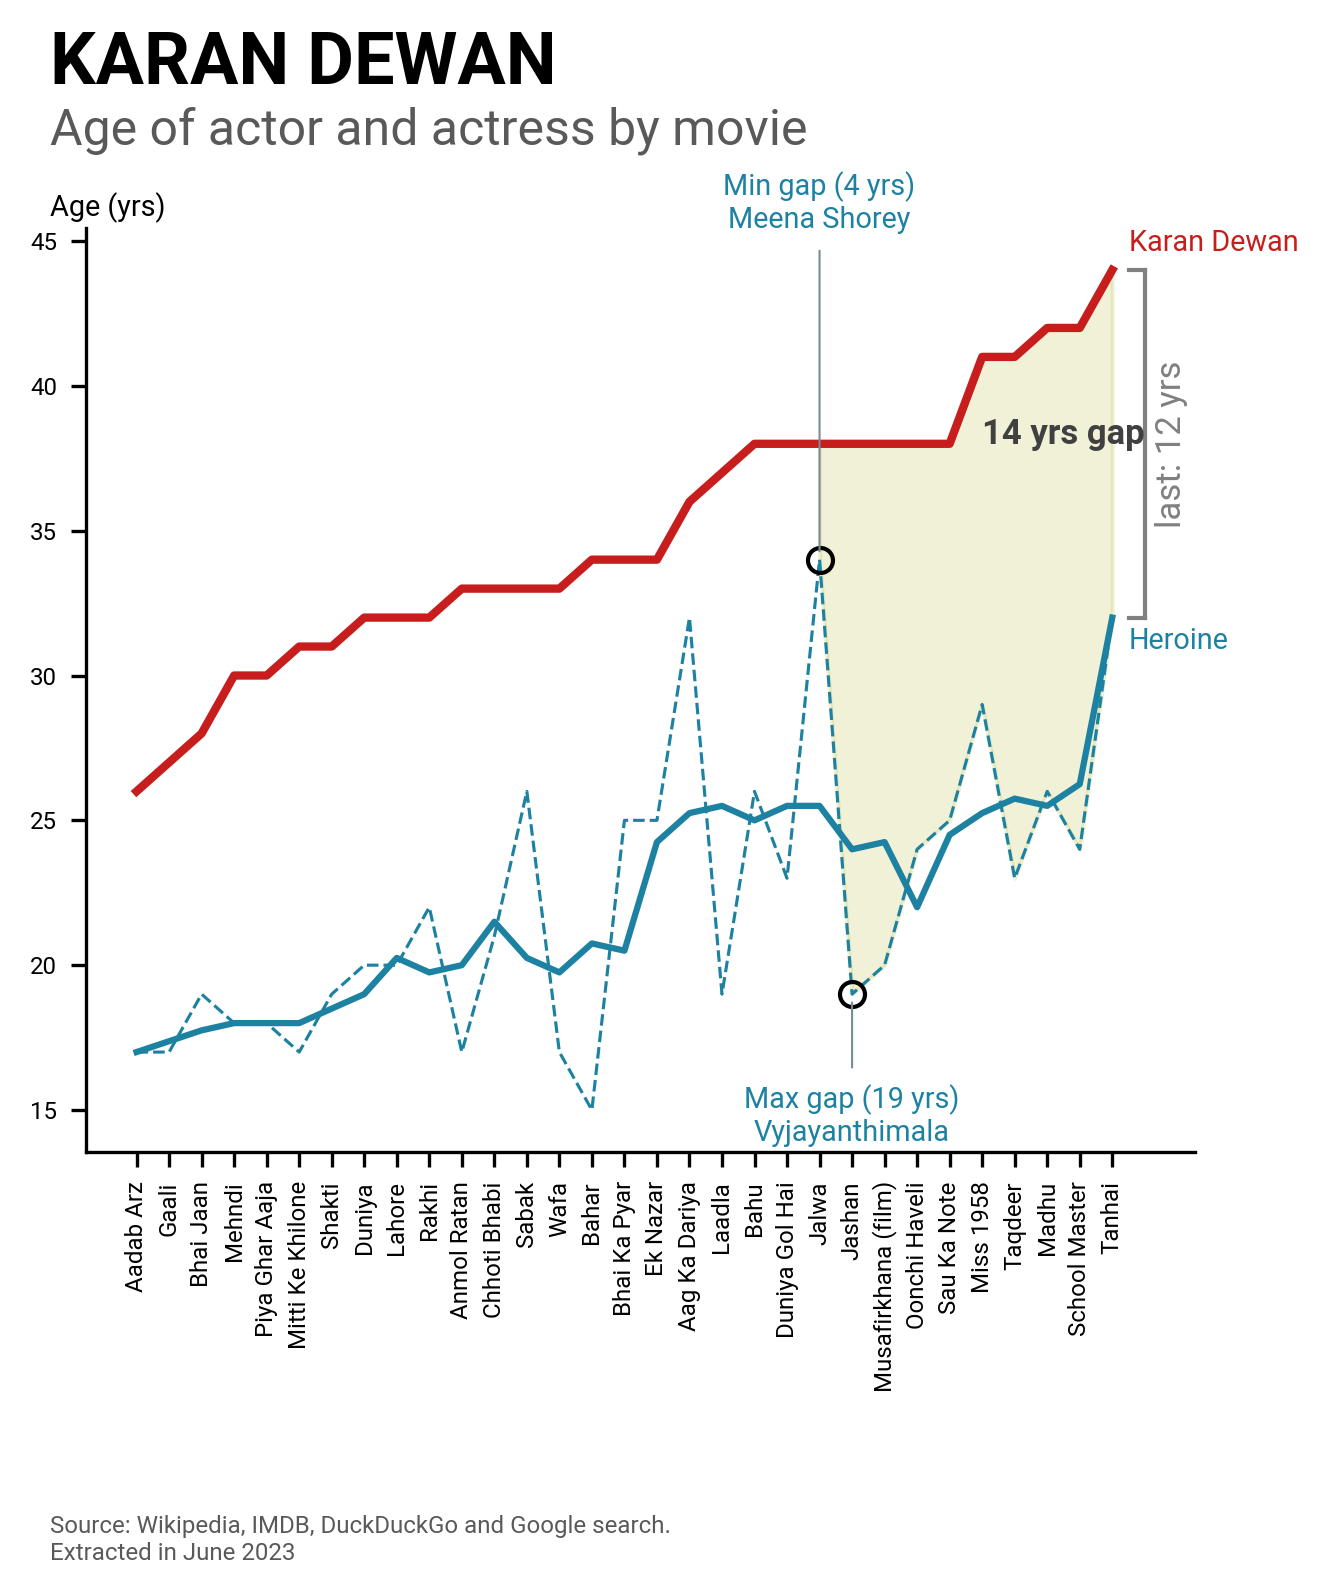 KARAN DEWAN
Age of actor and actress by movie
Min gap (4 yrs)
Meena Shorey
Age (yrs)
45
40
35
30
25
20
15
Karan Dewan
14 yrs gap
last: 12 yrs
Heroine
Max gap (19 yrs)
Vyjayanthimala
Aadab Arz
Gaali
Bhai Jaan
Mehndi
Piya Ghar Aaja
Mitti Ke Khilone
Shakti
Duniya
Lahore
Rakhi
Anmol Ratan
Chhoti Bhabi
Sabak
Wafa
Bahar
Bhai Ka Pyar
Ek Nazar
Aag Ka Dariya
Laadla
Bahu
Duniya Gol Hai
Jalwa
Jashan
Musafirkhana (film)
Oonchi Haveli
Sau Ka Note
Miss 1958
Taqdeer
Madhu
School Master
Tanhai
Source: Wikipedia, IMDB, DuckDuckGo and Google search.
Extracted in June 2023